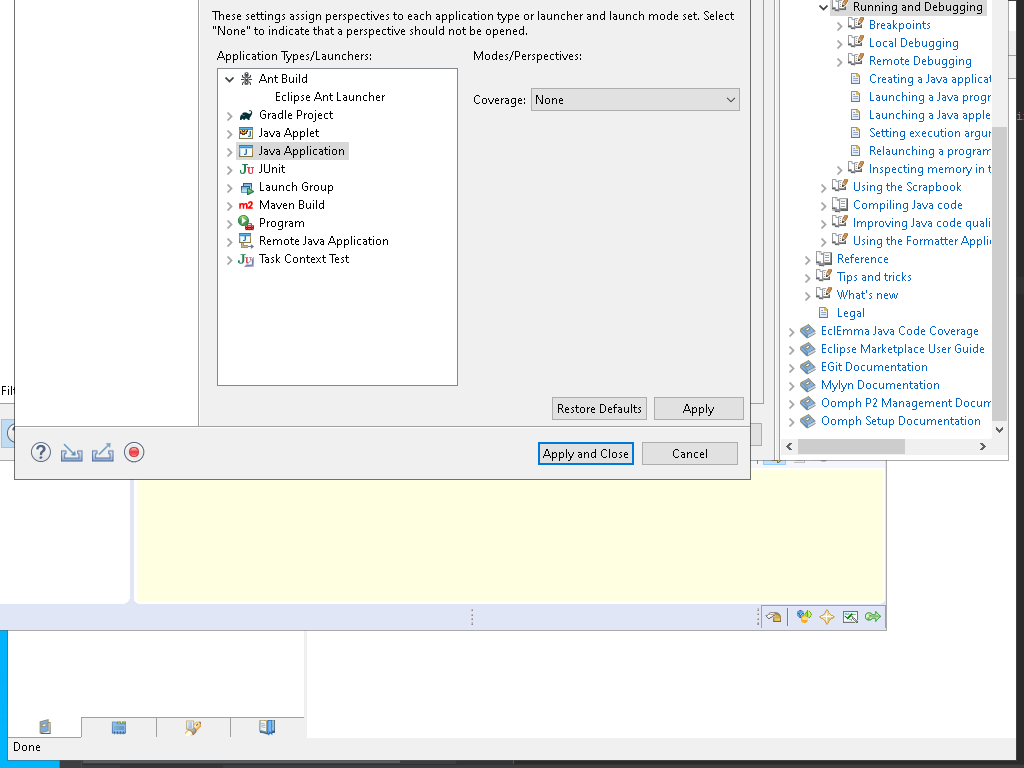 These settings assign perspectives to each application type or launcher and launch mode set. Select
"None" to indicate that a perspective should not be opened.
Application Types/Launchers:
Modes/Perspectives:
Ant Build
Eclipse Ant Launcher
Gradle Project
Java Applet
Java Application
JUnit
Launch Group
Maven Build
Program
Remote Java Application
Task Context Test
Coverage: None
Restore Defaults
Apply
Apply and Close
Cancel
Running and Debugging
Breakpoints
Local Debugging
Remote Debugging
Creating a Java applicat
Launching a Java progr
Launching a Java apple
Setting execution argur
Relaunching a program
Inspecting memory in t
Using the Scrapbook
Compiling Java code
Improving Java code quali
Using the Formatter Appli
Reference
Tips and tricks
What's new
Legal
EclEmma Java Code Coverage
Eclipse Marketplace User Guide
EGit Documentation
Mylyn Documentation
Oomph P2 Management Docum
Oomph Setup Documentation
Done